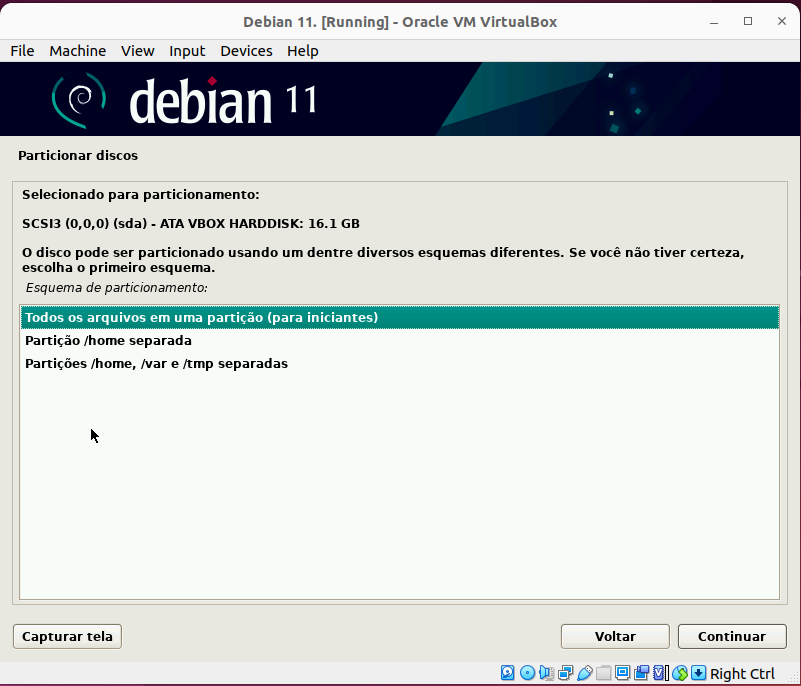 Debian 11. [Running] - Oracle VM VirtualBox
File Machine View Input Devices Help
debian 11
Particionar discos
Selecionado para particionamento:
SCSI3 (0,0,0) (sda) - ATA VBOX HARDDISK: 16.1 GB
O disco pode ser particionado usando um dentre diversos esquemas diferentes. Se você não tiver certeza,
escolha o primeiro esquema.
Esquema de particionamento:
Todos os arquivos em uma partição (para iniciantes)
Partição /home separada
Partições /home, /var e /tmp separadas
Capturar tela Voltar Continuar
Right Ctrl